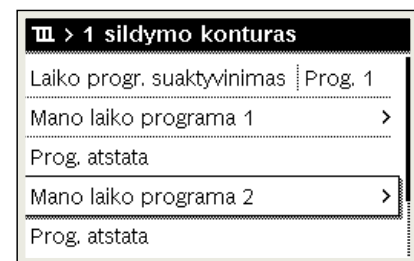 > 1 sildymo konturas
Laiko progr. suaktyvinimas Prog. 1
Mano laiko programa 1 >
Prog. atstata
Mano laiko programa 2 >
Prog. atstata